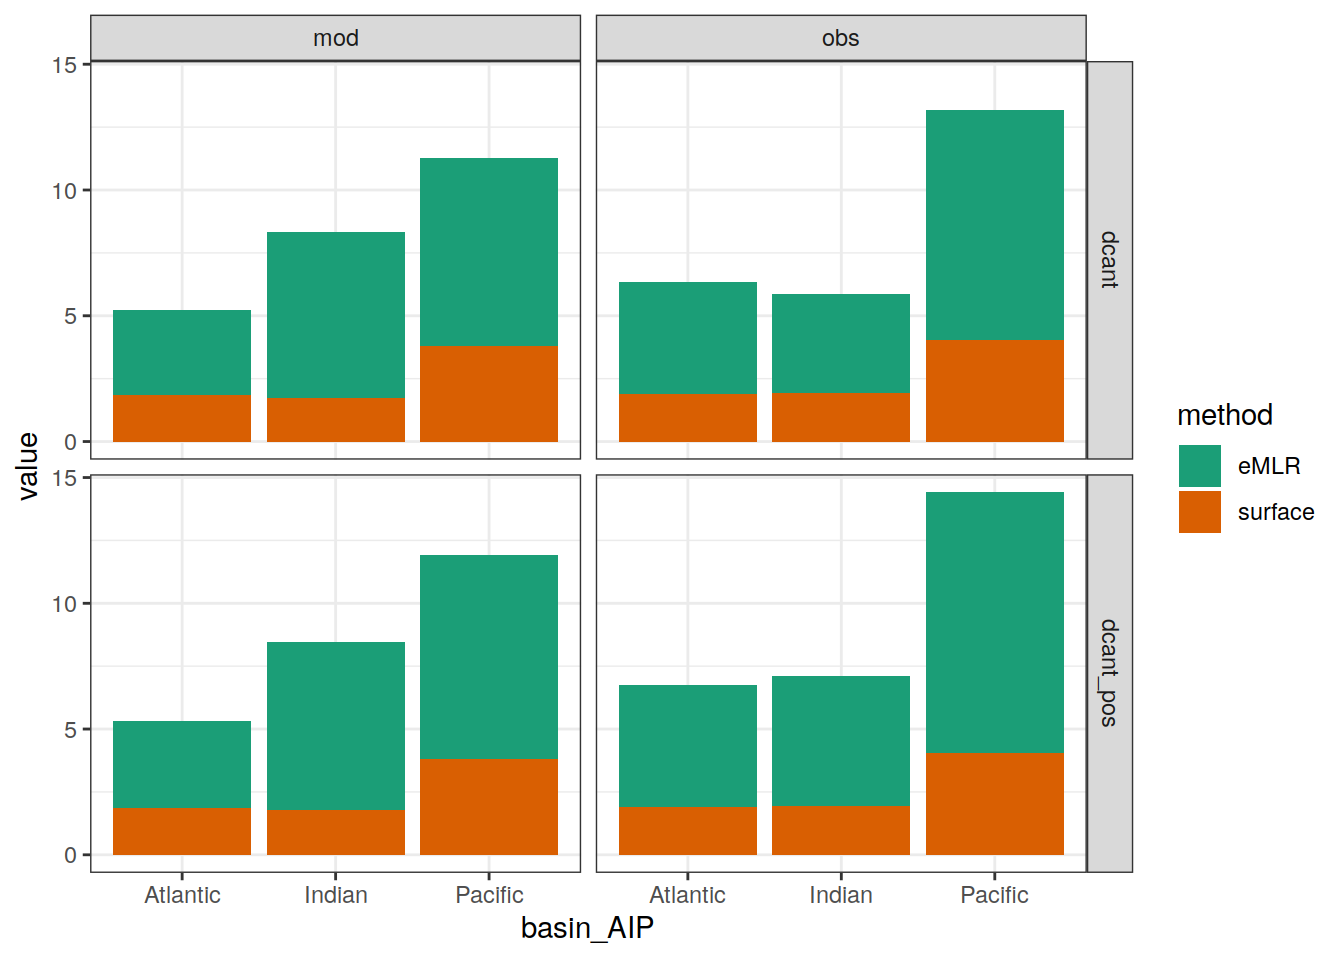 mod
obs
15
10
5
0
dcant
15
10
5
0
dcant_pos
value
Atlantic
Indian
Pacific
Atlantic
Indian
Pacific
basin_AIP
method
eMLR
surface